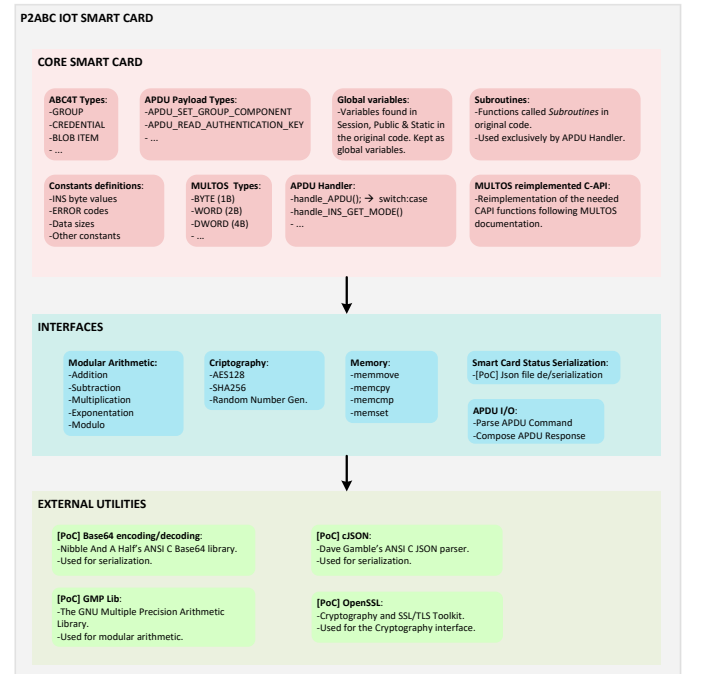 P2ABC IOT SMART CARD
CORE SMART CARD
ABC4T Types:
-GROUP
-CREDENTIAL
-BLOB ITEM
- ...
APDU Payload Types:
-APDU_SET_GROUP_COMPONENT
-APDU_READ_AUTHENTICATION_KEY
- ...
Global variables:
-Variables found in
Session, Public & Static in
the original code. Kept as
global variables.
Subroutines:
-Functions called Subroutines in
original code.
-Used exclusively by APDU Handler.
Constants definitions:
-INS byte values
-ERROR codes
-Data sizes
-Other constants
MULTOS Types:
-BYTE (1B)
-WORD (2B)
-DWORD (4B)
- ...
APDU Handler:
-handle_APDU(); → switch:case
-handle_INS_GET_MODE()
- ...
MULTOS reimplemented C-API:
-Reimplementation of the needed
CAPI functions following MULTOS
documentation.
INTERFACES
Modular Arithmetic:
-Addition
-Subtraction
-Multiplication
-Exponentation
-Modulo
Criptography:
-AES128
-SHA256
-Random Number Gen.
Memory:
-memmove
-memcpy
-memcmp
-memset
Smart Card Status Serialization:
-[PoC] Json file de/serialization
APDU I/O:
-Parse APDU Command
-Compose APDU Response
EXTERNAL UTILITIES
[PoC] Base64 encoding/decoding:
-Nibble And A Half's ANSI C Base64 library.
-Used for serialization.
[PoC] cJSON:
-Dave Gamble's ANSI C JSON parser.
-Used for serialization.
[PoC] GMP Lib:
-The GNU Multiple Precision Arithmetic
Library.
-Used for modular arithmetic.
[PoC] OpenSSL:
-Cryptography and SSL/TLS Toolkit.
-Used for the Cryptography interface.